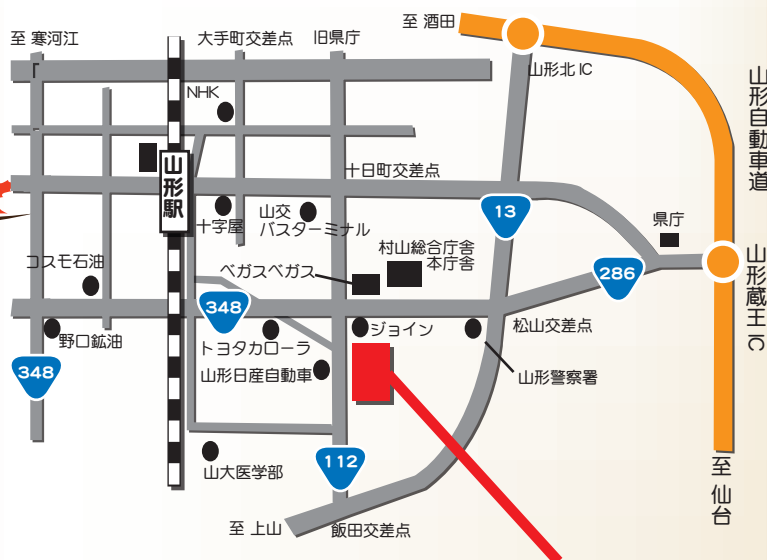 至 酒田
至 寒河江
大手町交差点
旧県庁
山形北 IC
山形自動車道
NHK
山形駅
十日町交差点
13
県庁
十字屋
山交
バスターミナル
村山総合庁舎
本庁舎
コスモ石油
ベガスベガス
286
山形蔵王 IC
348
ジョイン
松山交差点
野口鉱油
トヨタカローラ
348
山形日産自動車
山形警察署
山大医学部
112
至 仙台
至 上山
飯田交差点